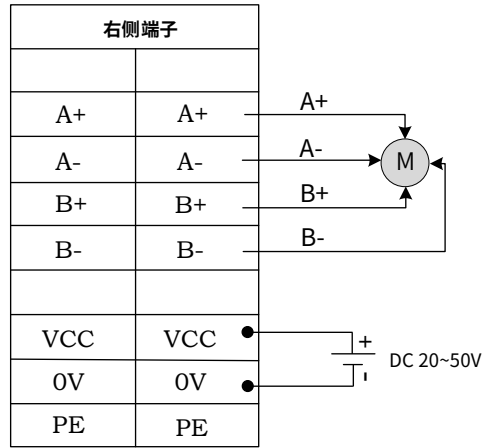 右侧端子
A+ A+ A+
A- A- A-
M
B+ B+ B+
B- B- B-
VCC VCC +
DC 20~50V
0V 0V -
PE PE